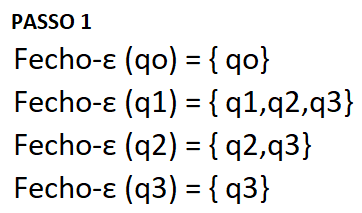 PASSO 1
Fecho-ε (qo) = { qo}
Fecho-ε (q1) = { q1,q2,q3}
Fecho-ε (q2) = { q2,q3}
Fecho-ε (q3) = { q3}